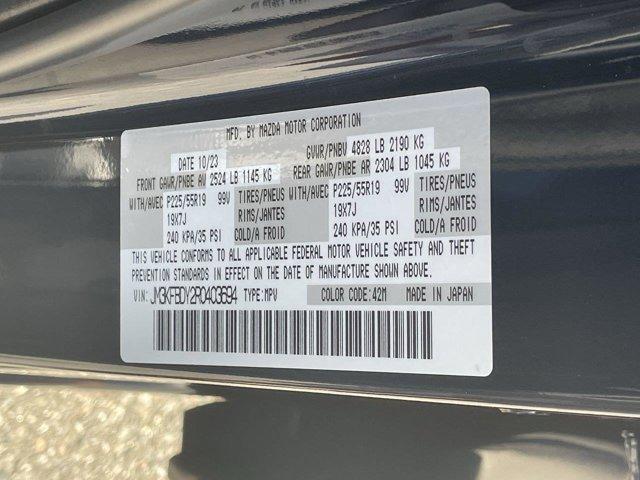 MFD. BY MAZDA MOTOR CORPORATION
DATE 10/23 GVWR/PNBV 4828 LB 2190 KG
FRONT GAWR/PNBE AV 2524 LB 1145 KG REAR GAWR/PNBE AR 2304 LB 1045 KG
WITH/AVEC P225/55R19 99V TIRES/PNEUS WITH/AVEC P225/55R19 99V TIRES/PNEUS
19X7J RIMS/JANTES 19X7J RIMS/JANTES
240 KPA/35 PSI COLD/A FROID 240 KPA/35 PSI COLD/A FROID
THIS VEHICLE CONFORMS TO ALL APPLICABLE FEDERAL MOTOR VEHICLE SAFETY AND THEFT
PREVENTION STANDARDS IN EFFECT ON THE DATE OF MANUFACTURE SHOWN ABOVE.
VIN: JM3KFBDY2R0403594 TYPE:MPV COLOR CODE:42M MADE IN JAPAN